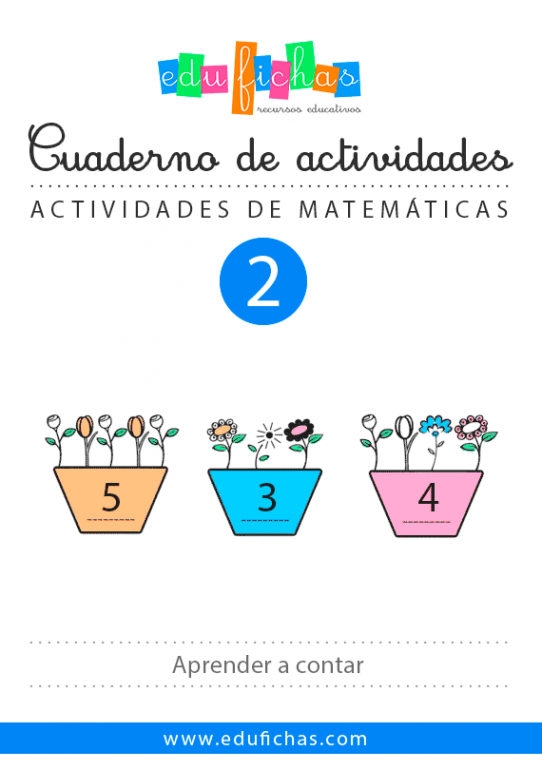 edufichas
recursos educativos
Cuaderno de actividades
ACTIVIDADES DE MATEMÁTICAS
2
5 3 4
Aprender a contar
www.edufichas.com